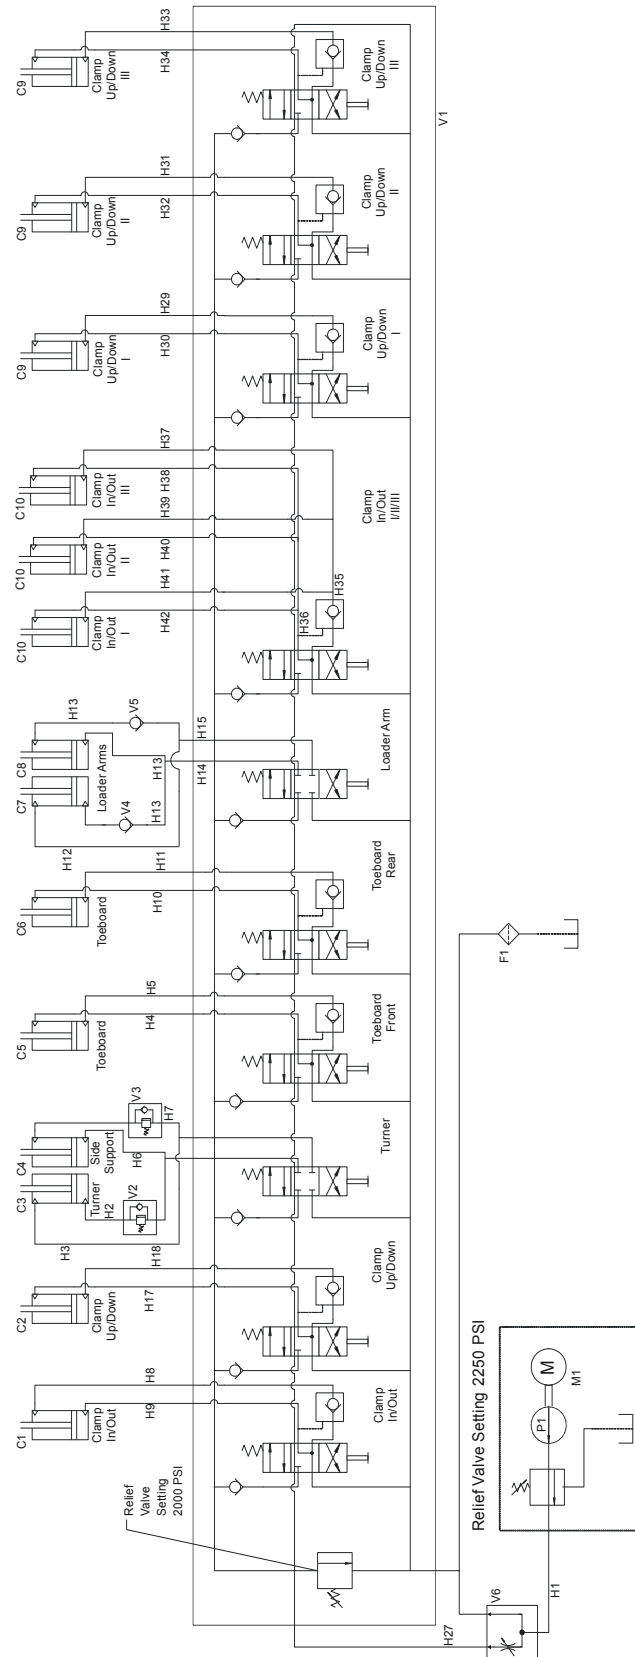 H33
H34
C9
Clamp
Up/Down
III
Clamp
Up/Down
III
V1
H31
H32
C9
Clamp
Up/Down
II
Clamp
Up/Down
II
H29
H30
C9
Clamp
Up/Down
I
Clamp
Up/Down
I
H37
H38
C10
Clamp
In/Out
III
H39
H40
C10
Clamp
In/Out
II
H41
H42
C10
Clamp
In/Out
I
H35
H36
Clamp
In/Out
I/II/III
H13
V5
H15
C8
C7
Loader Arms
H13
H14
V4
H13
H12
Loader Arm
H11
H10
C6
Toeboard
Toeboard
Rear
F1
H5
H4
C5
Toeboard
Toeboard
Front
V3
H7
C4
Side
Support
H6
C3
Turner
H2
V2
H3
H18
Turner
C2
Clamp
Up/Down
H17
Clamp
Up/Down
H8
H9
C1
Clamp
In/Out
Clamp
In/Out
Relief
Valve
Setting
2000 PSI
Relief Valve Setting 2250 PSI
M
M1
P1
V6
H1
H27